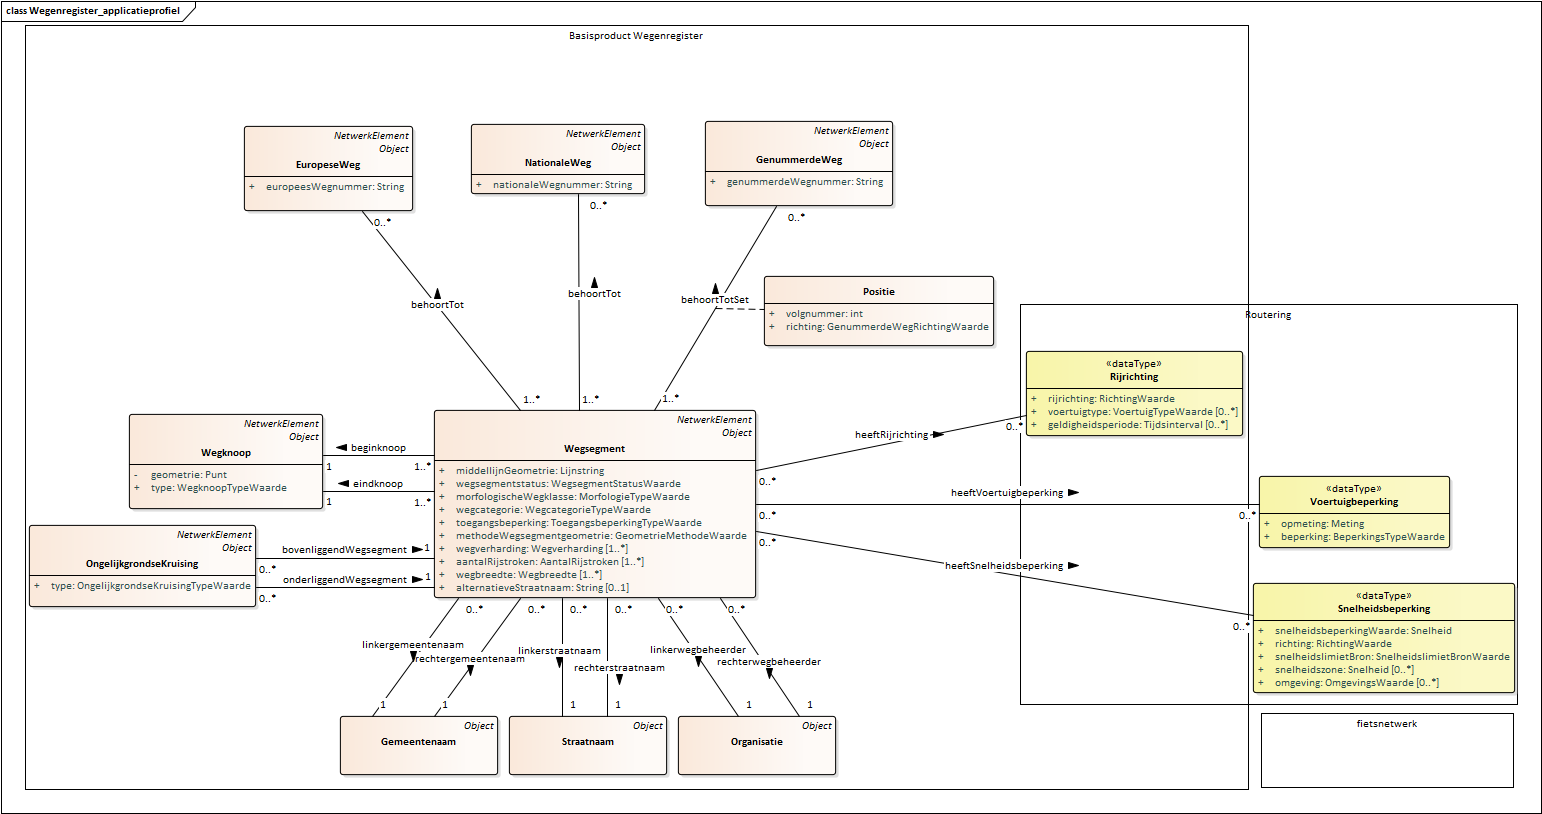 class Wegenregister_applicatieprofiel
Basisproduct Wegenregister
NetwerkElement
Object
EuropeseWeg
+ europeesWegnummer: String
NetwerkElement
Object
NationaleWeg
+ nationaleWegnummer: String
NetwerkElement
Object
GenummerdeWeg
+ genummerdeWegnummer: String
0..*
0..*
0..*
behoortTot
behoortTot
behoortTotSet
Positie
+ volgnummer: int
+ richting: GenummerdeWegRichtingWaarde
Routering
«dataType»
Rijrichting
+ rijrichting: RichtingWaarde
+ voertuigtype: VoertuigTypeWaarde [0..*]
+ geldigheidsperiode: Tijdsinterval [0..*]
1..*
1..*
1..*
NetwerkElement
Object
Wegknoop
- geometrie: Punt
+ type: WegknoopTypeWaarde
beginknoop
1
1..*
eindknoop
1
1..*
NetwerkElement
Object
Wegsegment
+ middellijnGeometrie: Lijnstring
+ wegsegmentstatus: WegsegmentStatusWaarde
+ morfologischeWegklasse: MorfologieTypeWaarde
+ wegcategorie: WegcategorieTypeWaarde
+ toegangsbeperking: ToegangsbeperkingTypeWaarde
+ methodeWegsegmentgeometrie: GeometrieMethodeWaarde
+ wegverharding: Wegverharding [1..*]
+ aantalRijstroken: AantalRijstroken [1..*]
+ wegbreedte: Wegbreedte [1..*]
+ alternatieveStraatnaam: String [0..1]
heeftRijrichting
0..*
0..*
heeftVoertuigbeperking
0..*
0..*
heeftSnelheidsbeperking
0..*
0..*
«dataType»
Voertuigbeperking
+ opmeting: Meting
+ beperking: BeperkingsTypeWaarde
NetwerkElement
Object
OngelijkgrondseKruising
+ type: OngelijkgrondseKruisingTypeWaarde
bovenliggendWegsegment
1
0..*
onderliggendWegsegment
1
0..*
«dataType»
Snelheidsbeperking
+ snelheidsbeperkingWaarde: Snelheid
+ richting: RichtingWaarde
+ snelheidslimietBron: SnelheidslimietBronWaarde
+ snelheidszone: Snelheid [0..*]
+ omgeving: OmgevingsWaarde [0..*]
0..*
0..*
0..*
0..*
0..*
0..*
linkergemeentenaam
rechtergemeentenaam
linkerstraatnaam
rechterstraatnaam
linkerwegbeheerder
rechterwegbeheerder
1
1
1
1
1
1
Object
Gemeentenaam
Object
Straatnaam
Object
Organisatie
fietsnetwerk